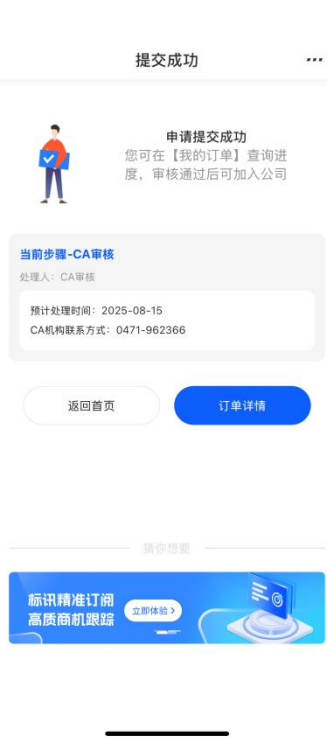 提交成功
申请提交成功
您可在【我的订单】查询进
度，审核通过后可加入公司
当前步骤-CA审核
处理人：CA审核
预计处理时间：2025-08-15
CA机构联系方式：0471-962366
返回首页
订单详情
猜你想要
标讯精准订阅
高质商机跟踪
立即体验 >